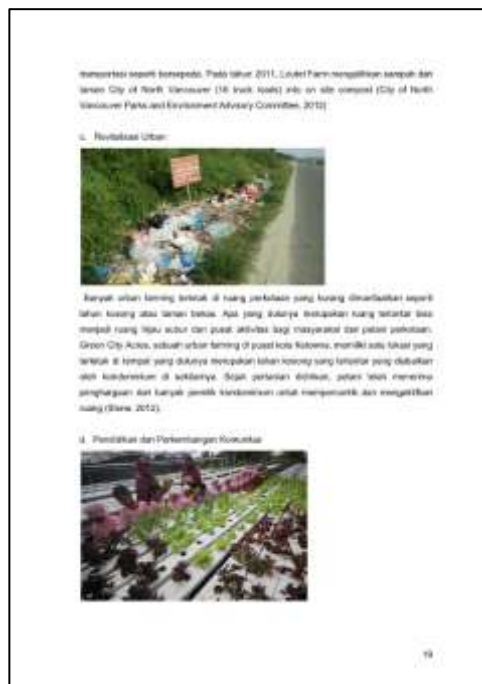 transportasi seperti bersepeda. Pada tahun 2011, Loutet Farm mengalihkan sampah dari
taman City of North Vancouver (16 truck loads) into on site compost (City of North
Vancouver Parks and Environment Advisory Committee, 2012)
c. Revitalisasi Urban
Banyak urban farming terletak di ruang perkotaan yang kurang dimanfaatkan seperti
lahan kosong atau taman bekas. Apa yang dulunya merupakan ruang terlantar bisa
menjadi ruang hijau subur dan pusat aktivitas bagi masyarakat dan petani perkotaan.
Green City Acres, sebuah urban farming di pusat kota Kelowna, memiliki satu lokasi yang
terletak di tempat yang dulunya merupakan lahan kosong yang terlantar yang diabaikan
oleh kondominium di sekitarnya. Sejak pertanian didirikan, petani telah menerima
penghargaan dari banyak pemilik kondominium untuk mempercantik dan mengaktifkan
ruang (Stone, 2012).
d. Pendidikan dan Perkembangan Komunitas
19